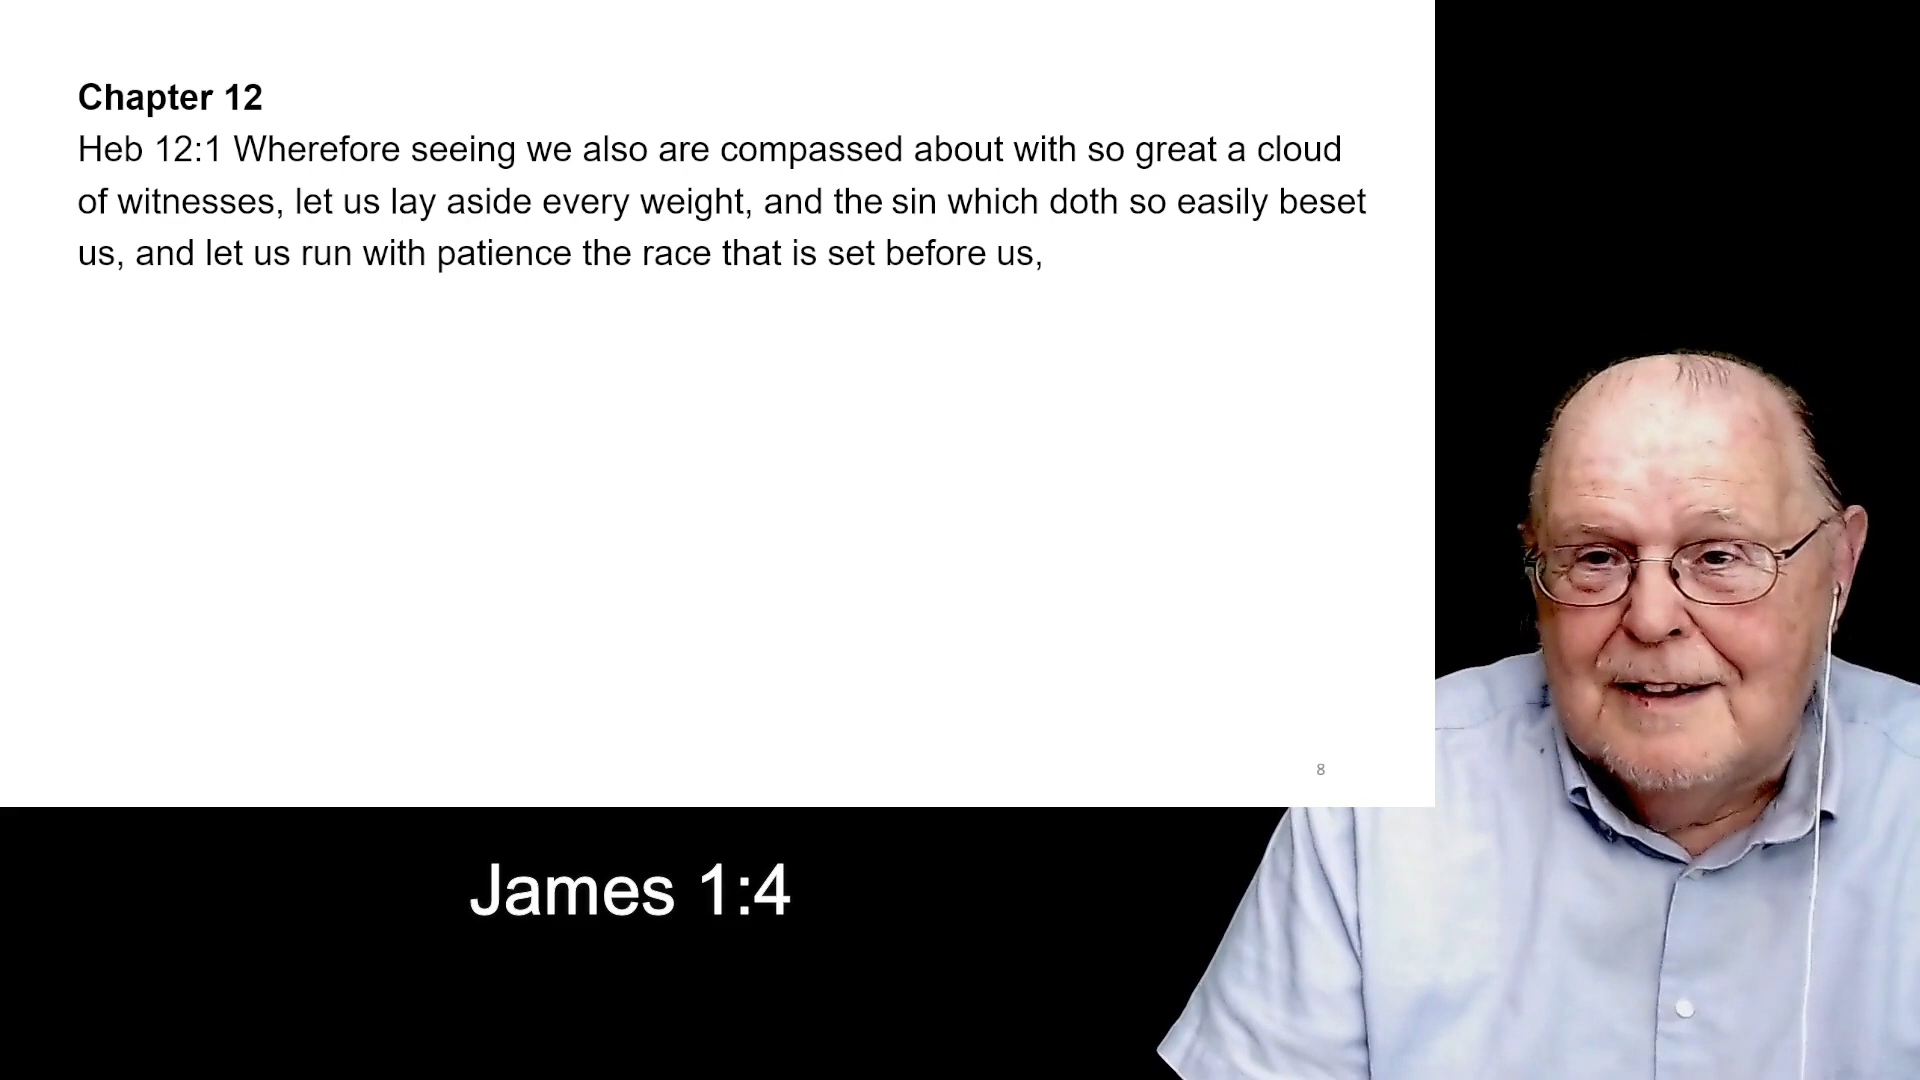 Chapter 12
Heb 12:1 Wherefore seeing we also are compassed about with so great a cloud
of witnesses, let us lay aside every weight, and the sin which doth so easily beset
us, and let us run with patience the race that is set before us,
8
James 1:4